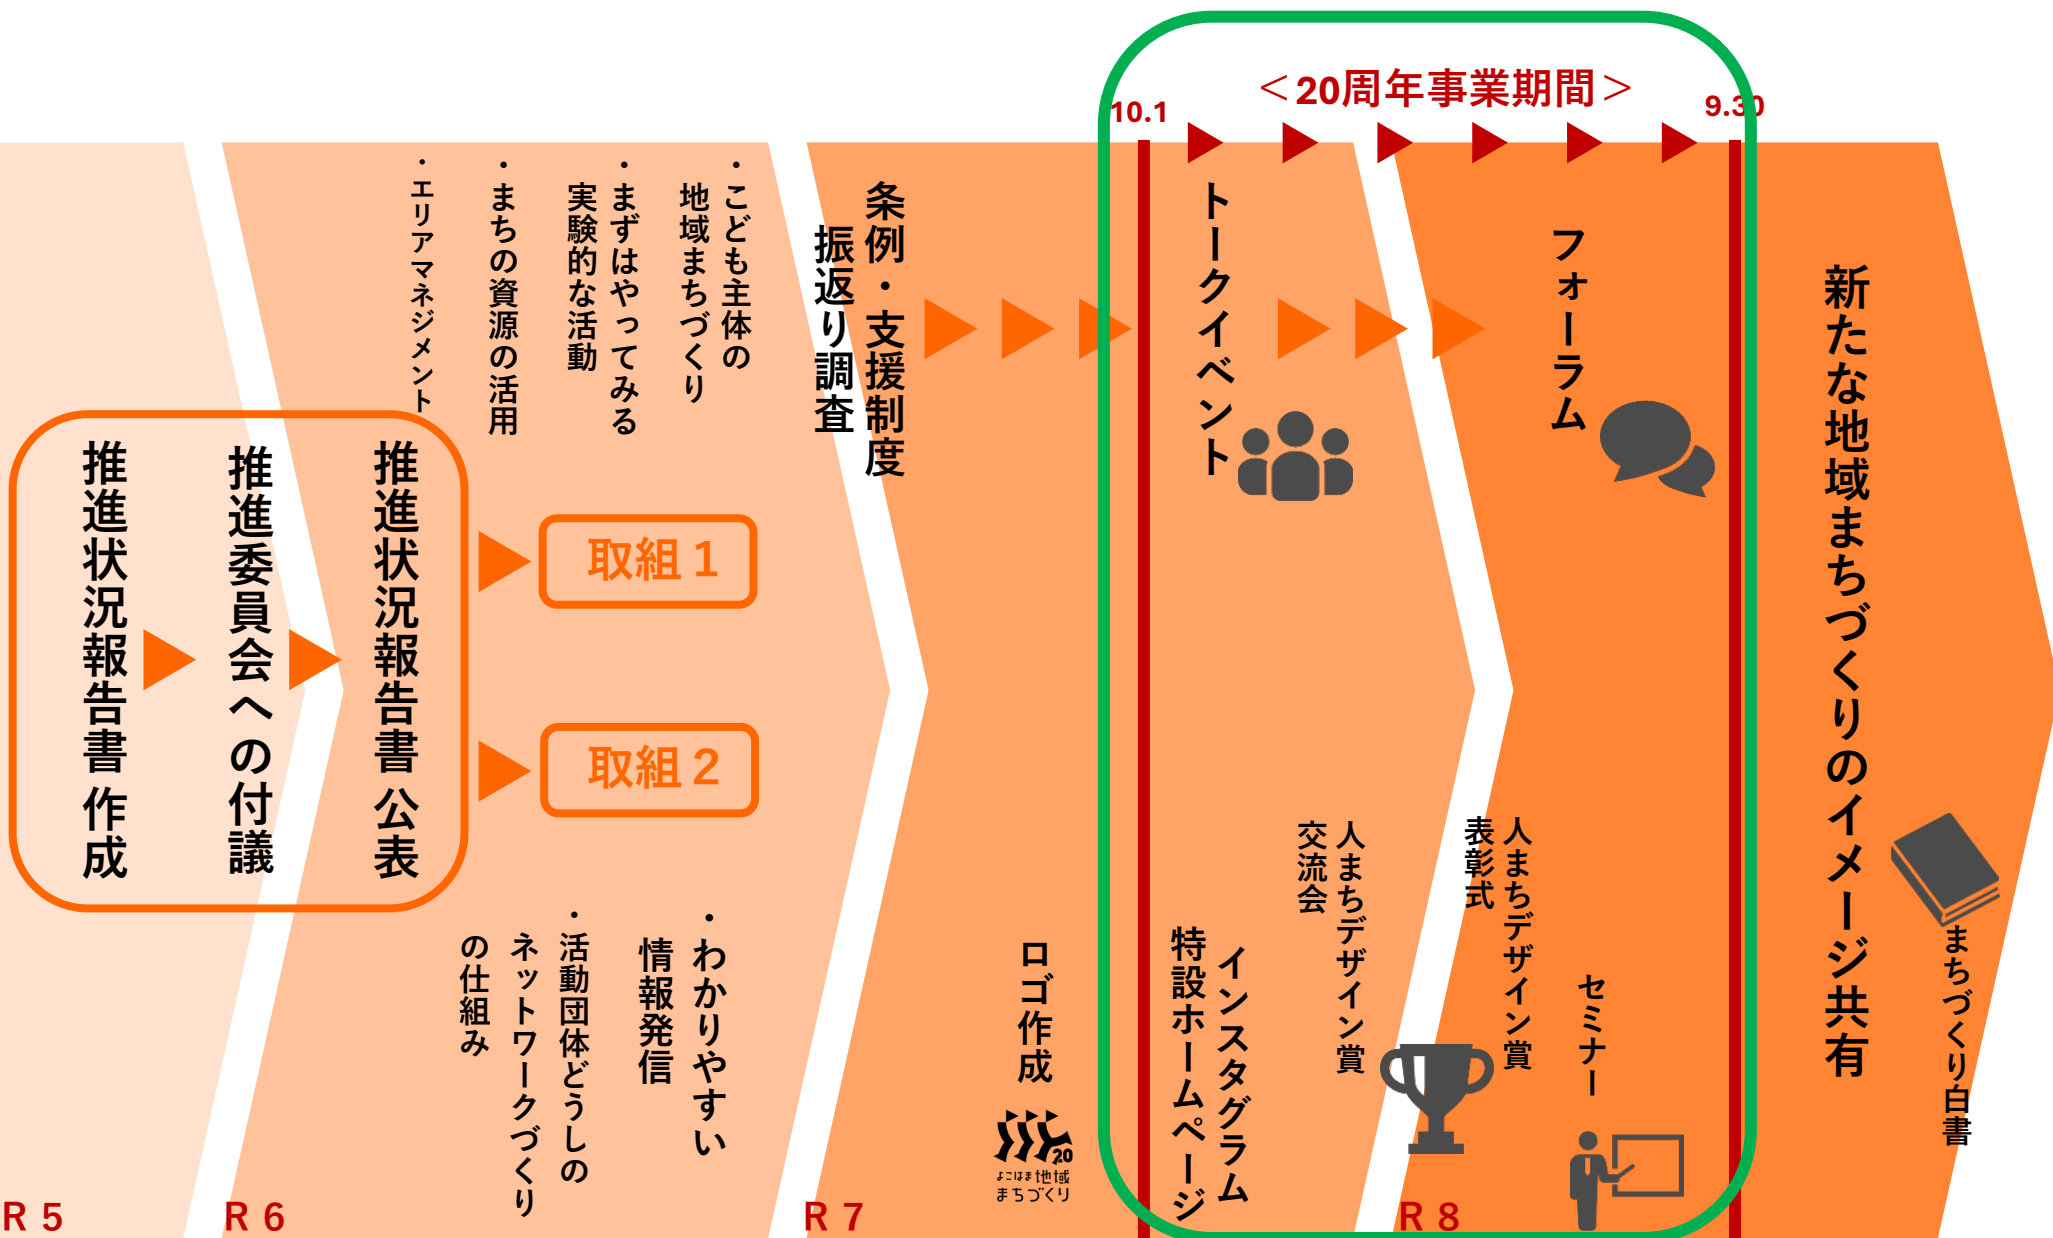 ＜20周年事業期間＞
10.1
9.30
推進状況報告書 作成
推進委員会への付議
推進状況報告書 公表
・こども主体の
地域まちづくり
・まずはやってみる
実験的な活動
・まちの資源の活用
・エリアマネジメント
取組１
取組２
・わかりやすい
情報発信
・活動団体どうしの
ネットワークづくり
の仕組み
条例・支援制度
振返り調査
ロゴ作成
20
よこはま地域
まちづくり
トークイベント
インスタグラム
特設ホームページ
人まちデザイン賞
交流会
フォーラム
人まちデザイン賞
表彰式
セミナー
新たな地域まちづくりのイメージ共有
まちづくり白書
R 5
R 6
R 7
R 8